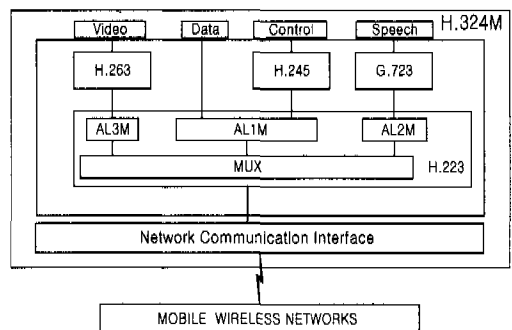 H.324M
Video Data Control Speech
H.263 H.245 G.723
AL3M AL1M AL2M
MUX
H.223
Network Communication Interface
MOBILE WIRELESS NETWORKS